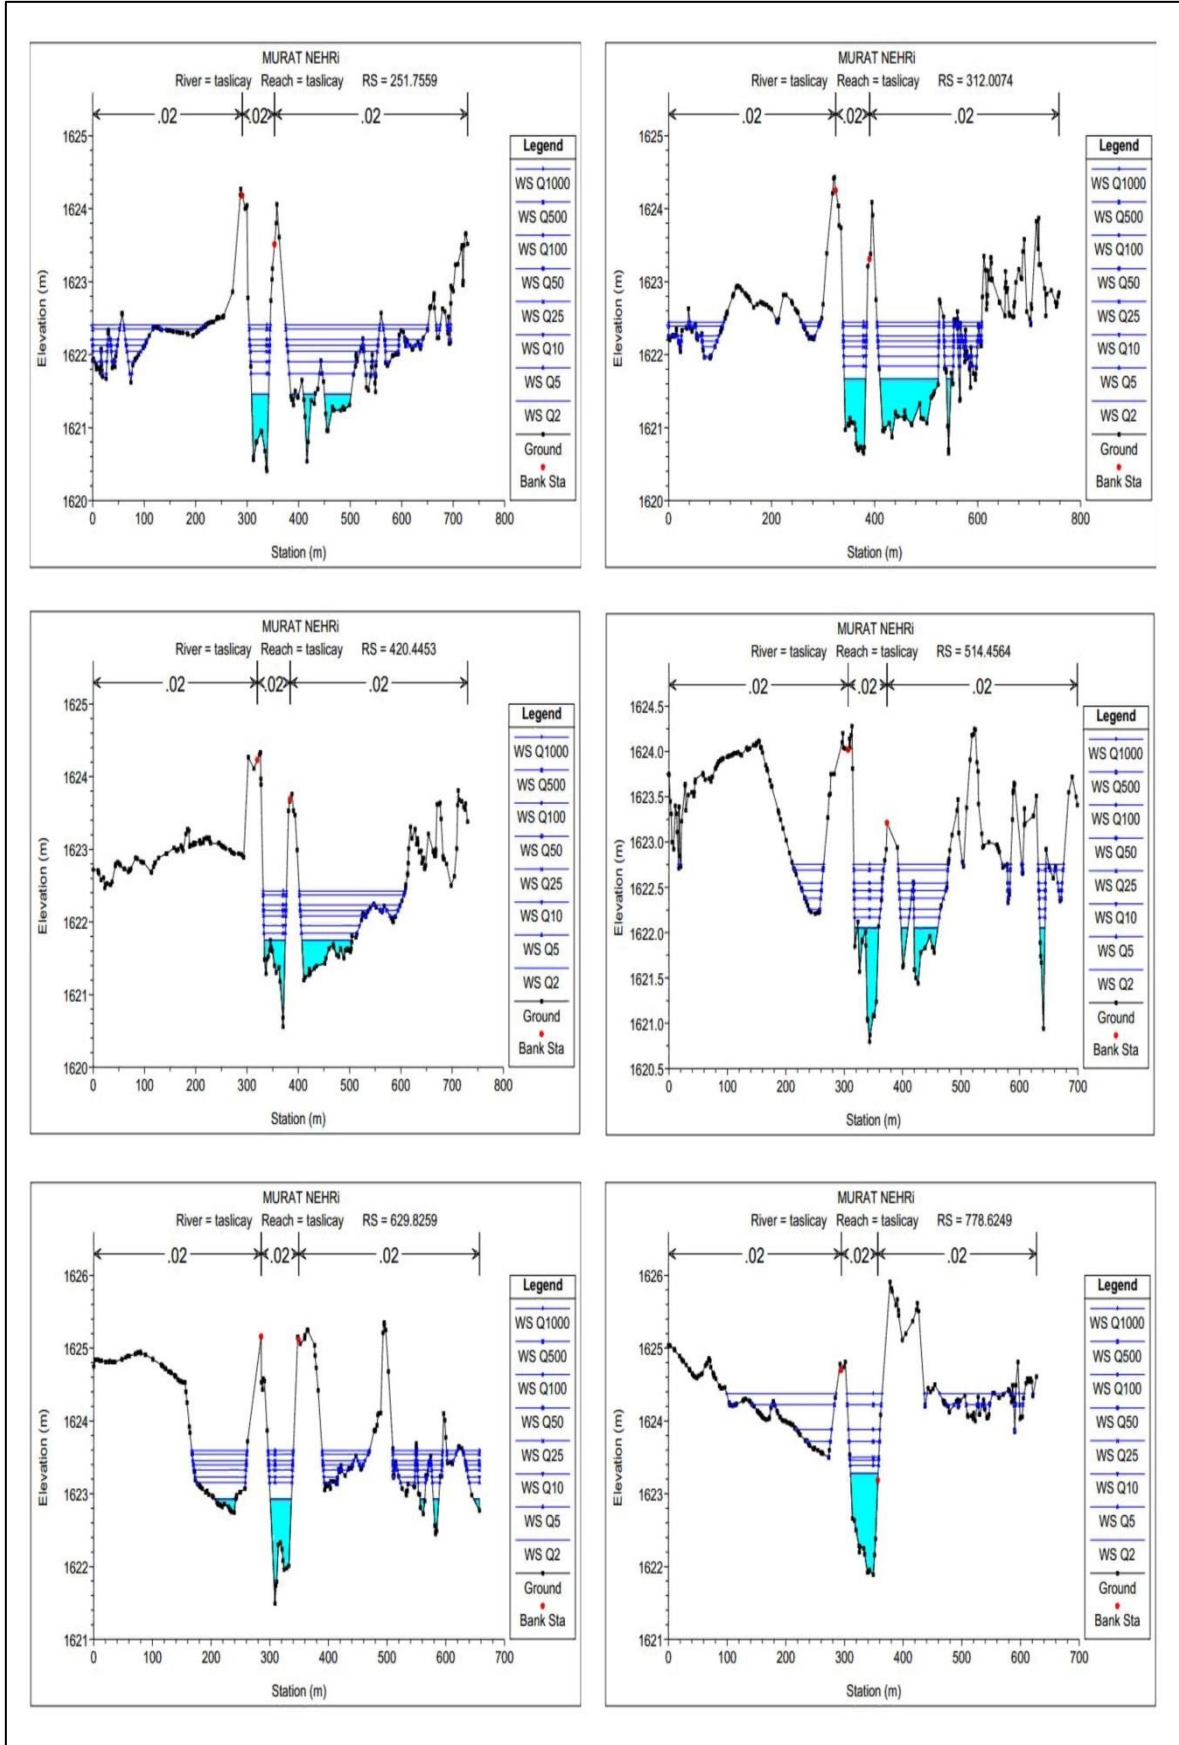 MURAT NEHRi
River = taslicay Reach = taslicay RS = 251.7559
.02 .02 .02
1625
1624
1623
1622
1621
1620
Elevation (m)
0 100 200 300 400 500 600 700 800
Station (m)
Legend
WS Q1000
WS Q500
WS Q100
WS Q50
WS Q25
WS Q10
WS Q5
WS Q2
Ground
Bank Sta
MURAT NEHRi
River = taslicay Reach = taslicay RS = 312.0074
.02 .02 .02
1625
1624
1623
1622
1621
1620
Elevation (m)
0 200 400 600 800
Station (m)
Legend
WS Q1000
WS Q500
WS Q100
WS Q50
WS Q25
WS Q10
WS Q5
WS Q2
Ground
Bank Sta
MURAT NEHRi
River = taslicay Reach = taslicay RS = 420.4453
.02 .02 .02
1625
1624
1623
1622
1621
1620
Elevation (m)
0 100 200 300 400 500 600 700 800
Station (m)
Legend
WS Q1000
WS Q500
WS Q100
WS Q50
WS Q25
WS Q10
WS Q5
WS Q2
Ground
Bank Sta
MURAT NEHRi
River = taslicay Reach = taslicay RS = 514.4564
.02 .02 .02
1624.5
1624.0
1623.5
1623.0
1622.5
1622.0
1621.5
1621.0
1620.5
Elevation (m)
0 100 200 300 400 500 600 700
Station (m)
Legend
WS Q1000
WS Q500
WS Q100
WS Q50
WS Q25
WS Q10
WS Q5
WS Q2
Ground
Bank Sta
MURAT NEHRi
River = taslicay Reach = taslicay RS = 629.8259
.02 .02 .02
1626
1625
1624
1623
1622
1621
Elevation (m)
0 100 200 300 400 500 600 700
Station (m)
Legend
WS Q1000
WS Q500
WS Q100
WS Q50
WS Q25
WS Q10
WS Q5
WS Q2
Ground
Bank Sta
MURAT NEHRi
River = taslicay Reach = taslicay RS = 778.6249
.02 .02 .02
1626
1625
1624
1623
1622
1621
Elevation (m)
0 100 200 300 400 500 600 700
Station (m)
Legend
WS Q1000
WS Q500
WS Q100
WS Q50
WS Q25
WS Q10
WS Q5
WS Q2
Ground
Bank Sta